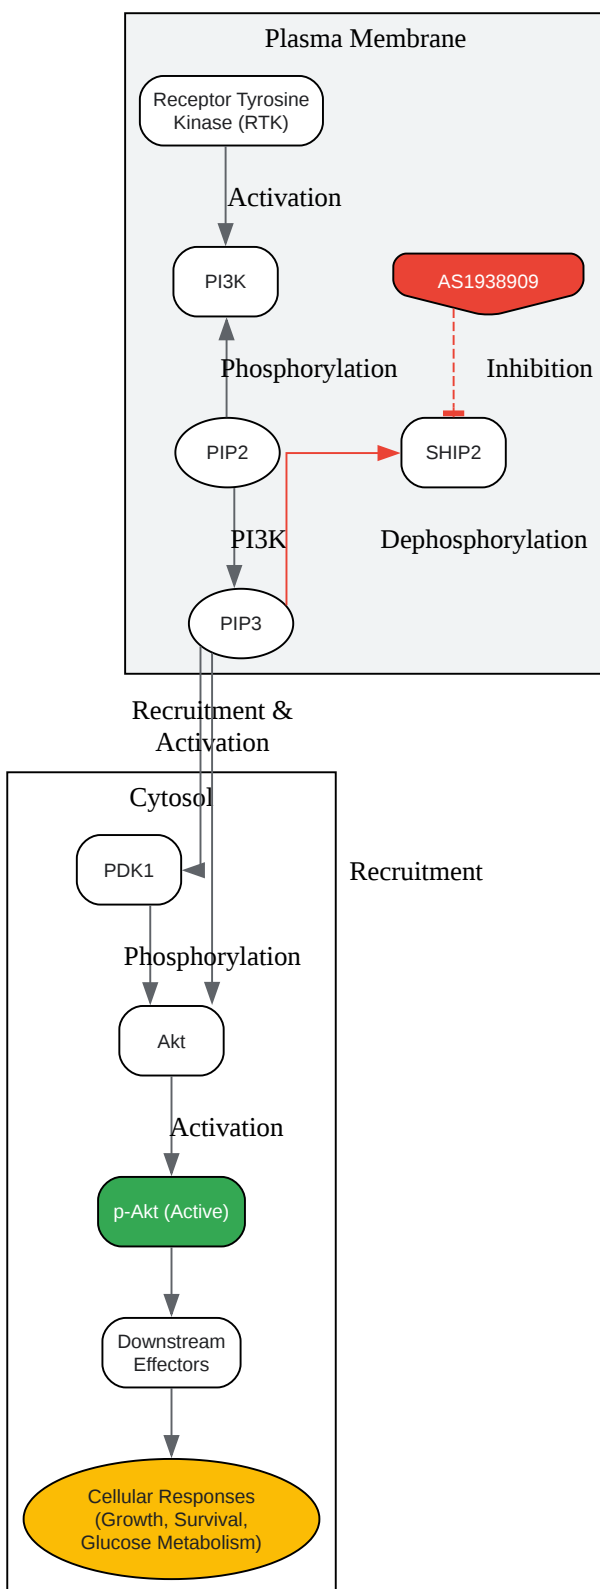 Plasma Membrane
Receptor Tyrosine
Kinase (RTK)
Activation
PI3K
AS1938909
Phosphorylation
Inhibition
PIP2
SHIP2
PI3K
Dephosphorylation
PIP3
Recruitment &
Activation
Cytosol
PDK1
Recruitment
Phosphorylation
Akt
Activation
p-Akt (Active)
Downstream
Effectors
Cellular Responses
(Growth, Survival,
Glucose Metabolism)